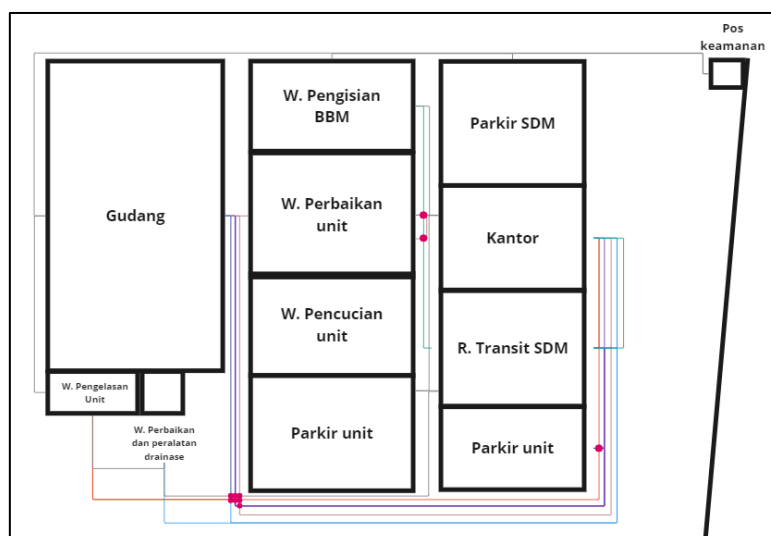 Pos
keamanan
W. Pengisian
BBM
Parkir SDM
Gudang
W. Perbaikan
unit
Kantor
W. Pencucian
unit
R. Transit SDM
W. Pengelasan
Unit
W. Perbaikan
dan peralatan
drainase
Parkir unit
Parkir unit